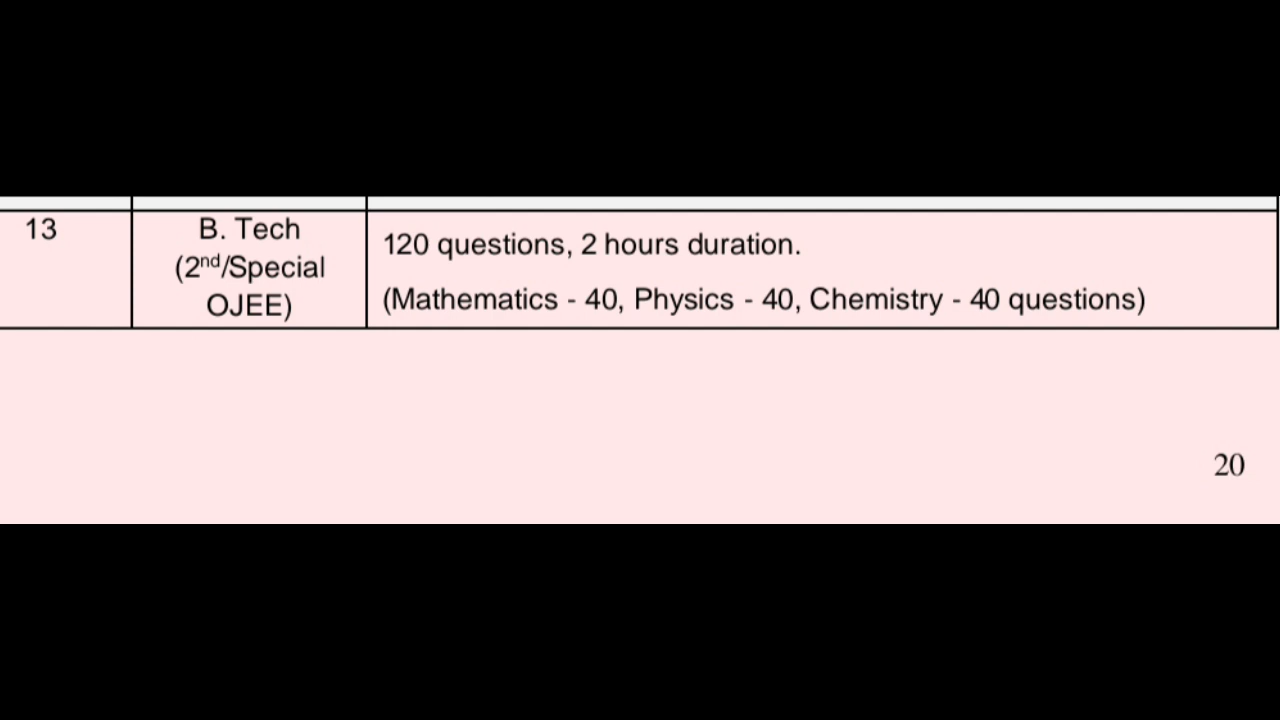 13
B. Tech
(2nd/Special
OJEE)
120 questions, 2 hours duration.
(Mathematics - 40, Physics - 40, Chemistry - 40 questions)
20